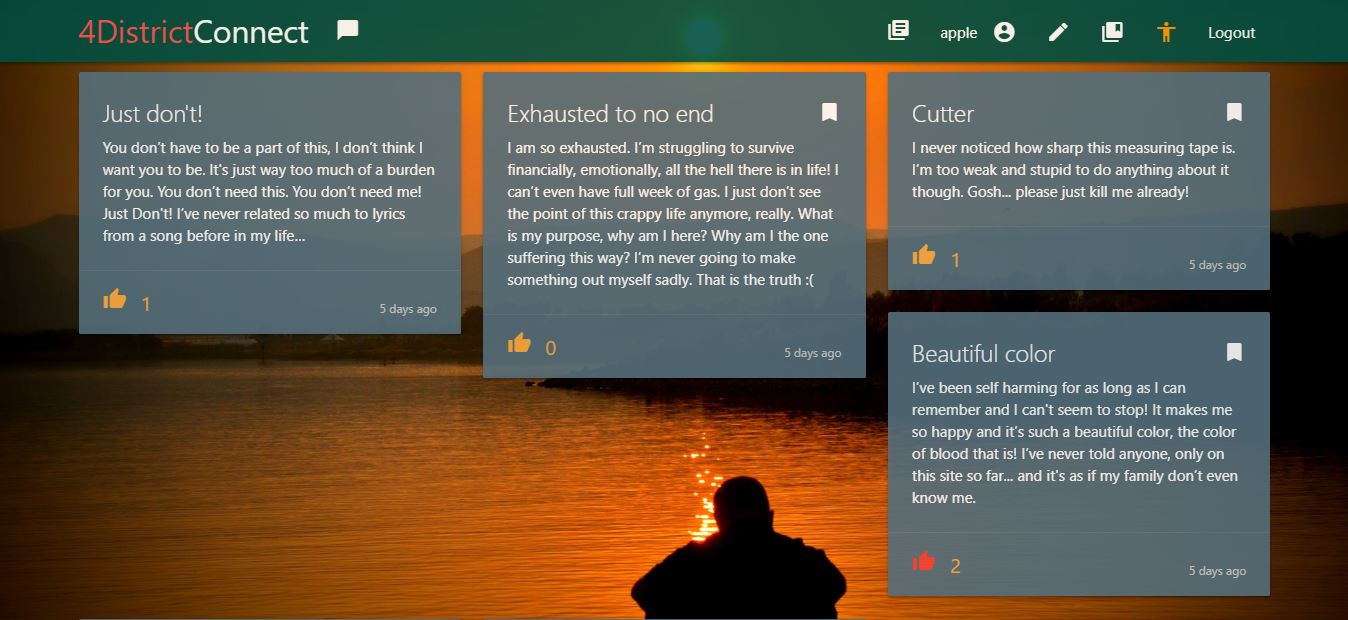 4DistrictConnect
apple
Logout
Just don't!
You don't have to be a part of this, I don't think I
want you to be. It's just way too much of a burden
for you. You don't need this. You don't need me!
Just Don't! I've never related so much to lyrics
from a song before in my life...
1
5 days ago
Exhausted to no end
I am so exhausted. I'm struggling to survive
financially, emotionally, all the hell there is in life! I
can't even have full week of gas. I just don't see
the point of this crappy life anymore, really. What
is my purpose, why am I here? Why am I the one
suffering this way? I'm never going to make
something out myself sadly. That is the truth :(
0
5 days ago
Cutter
I never noticed how sharp this measuring tape is.
I'm too weak and stupid to do anything about it
though. Gosh... please just kill me already!
1
5 days ago
Beautiful color
I've been self harming for as long as I can
remember and I can't seem to stop! It makes me
so happy and it's such a beautiful color, the color
of blood that is! I've never told anyone, only on
this site so far... and it's as if my family don't even
know me.
2
5 days ago